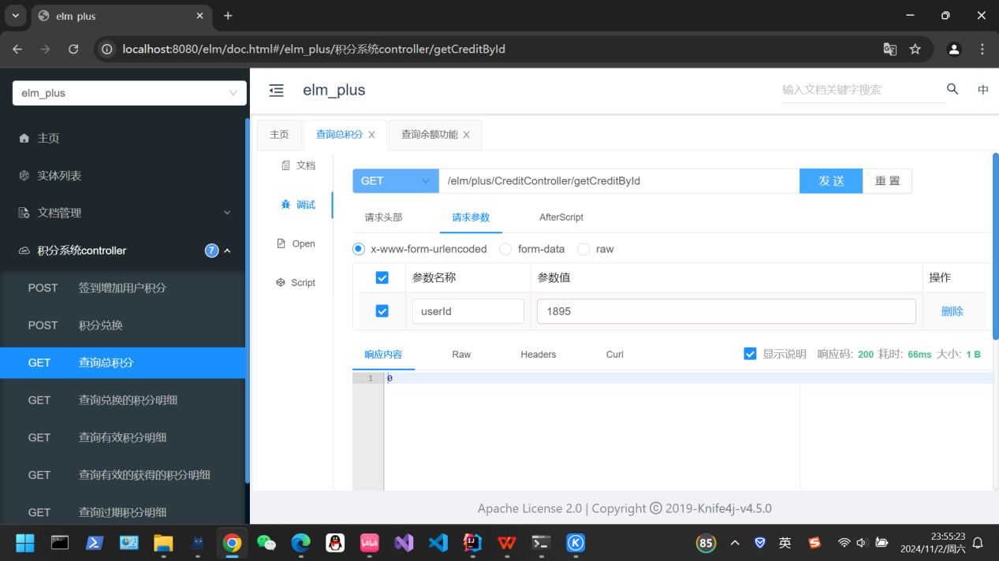 elm_plus
localhost:8080/elm/doc.html#/elm_plus/积分系统controller/getCreditById
elm_plus
主页
实体列表
文档管理
积分系统controller 7
POST 签到增加用户积分
POST 积分兑换
GET 查询总积分
GET 查询兑换的积分明细
GET 查询有效积分明细
GET 查询有效的获得的积分明细
GET 查询过期积分明细
elm_plus
输入文档关键字搜索
中
主页 查询总积分 查询余额功能
文档
调试
Open
Script
GET /elm/plus/CreditController/getCreditById 发 送 重 置
请求头部 请求参数 AfterScript
x-www-form-urlencoded form-data raw
参数名称 参数值 操作
userId 1895 删除
响应内容 Raw Headers Curl 显示说明 响应码: 200 耗时: 66ms 大小: 1 B
1 0
Apache License 2.0 | Copyright © 2019-Knife4j-v4.5.0
85 英 23:55:23
2024/11/2/周六